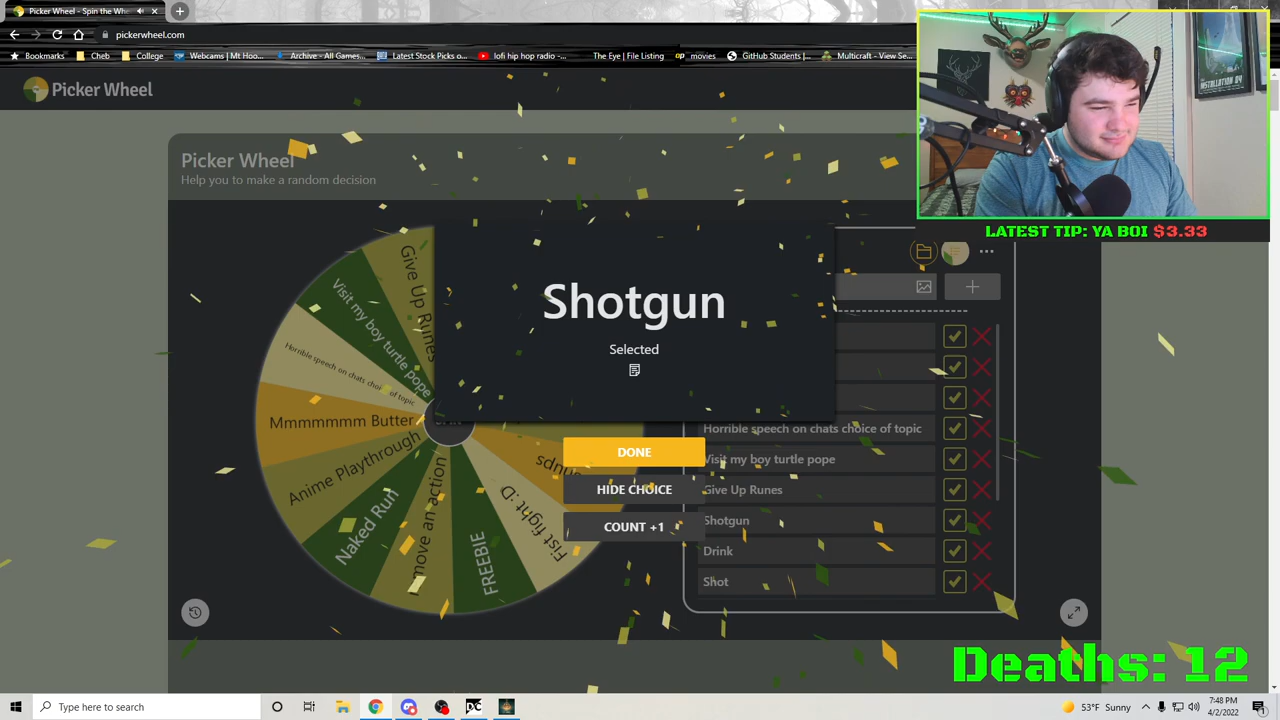 Picker Wheel - Spin the Whe
pickerwheel.com
Bookmarks
Cheb
College
Webcams | Mt Hoo...
Archive - All Games...
Latest Stock Picks o...
lofi hip hop radio -...
The Eye | File Listing
movies
GitHub Students |...
Multicraft - View Se...
Picker Wheel
Picker Wheel
Help you to make a random decision
LATEST TIP: YA BOI $3.33
Give Up Runes
Visit my boy turtle pope
Horrible speech on chats choice of topic
Mmmmmmm Butter
Anime Playthrough
Naked Run
move an action
FREEBIE
Fist fight :D
Shotgun
Selected
DONE
HIDE CHOICE
COUNT +1
Horrible speech on chats choice of topic
Visit my boy turtle pope
Give Up Runes
Shotgun
Drink
Shot
Deaths: 12
Type here to search
53°F Sunny
7:48 PM
4/2/2022